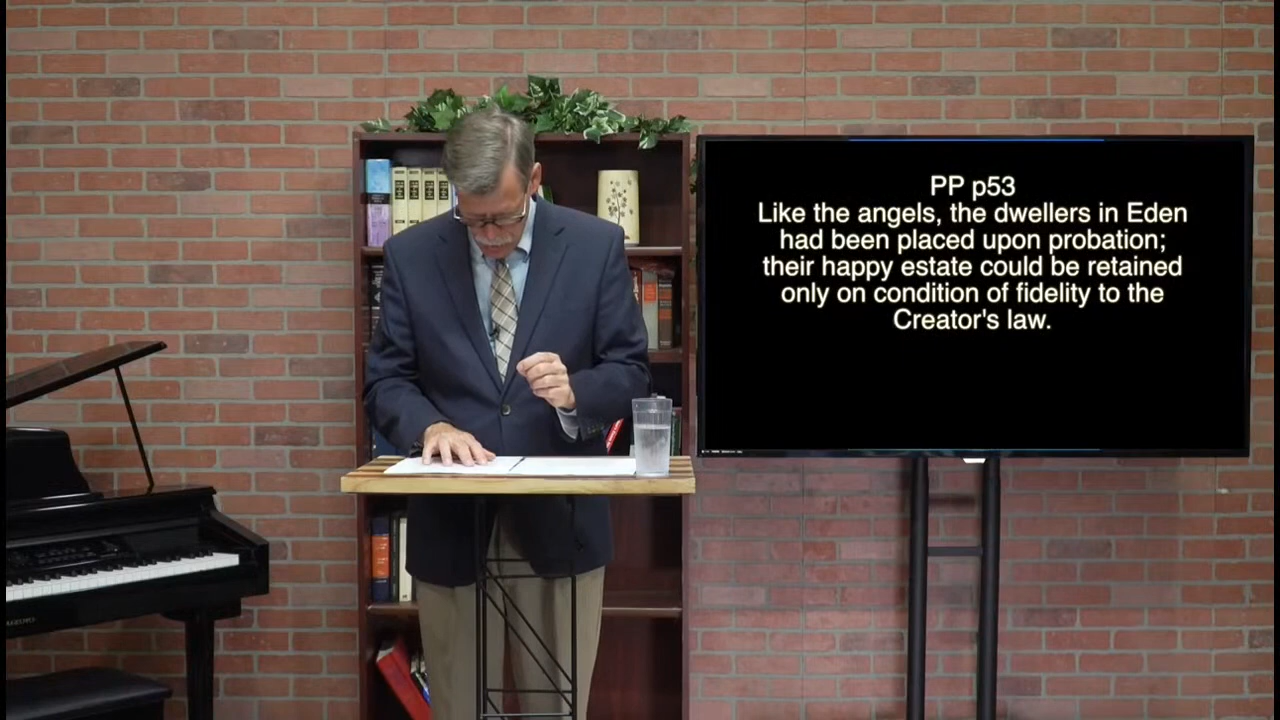 PP p53
Like the angels, the dwellers in Eden
had been placed upon probation;
their happy estate could be retained
only on condition of fidelity to the
Creator's law.